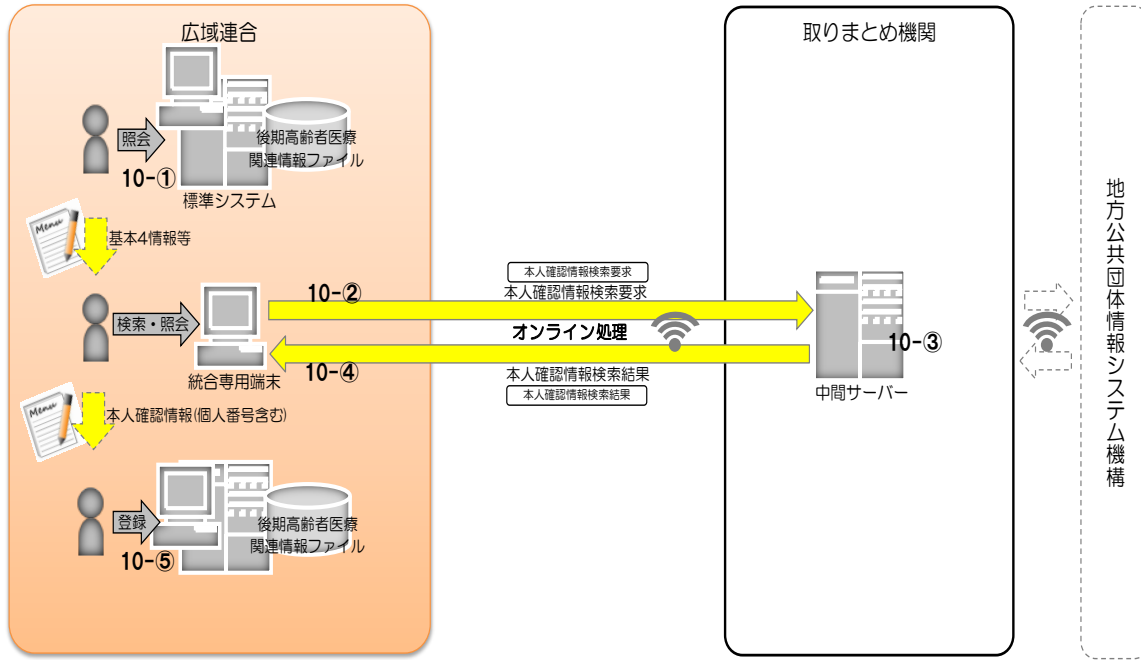 広域連合
照会
10-①
後期高齢者医療
関連情報ファイル
標準システム
Menu
基本4情報等
検索・照会
統合専用端末
Menu
本人確認情報(個人番号含む)
登録
10-⑤
後期高齢者医療
関連情報ファイル
本人確認情報検索要求
本人確認情報検索要求
10-②
オンライン処理
10-④
本人確認情報検索結果
本人確認情報検索結果
取りまとめ機関
10-③
中間サーバー
地方公共団体情報システム機構